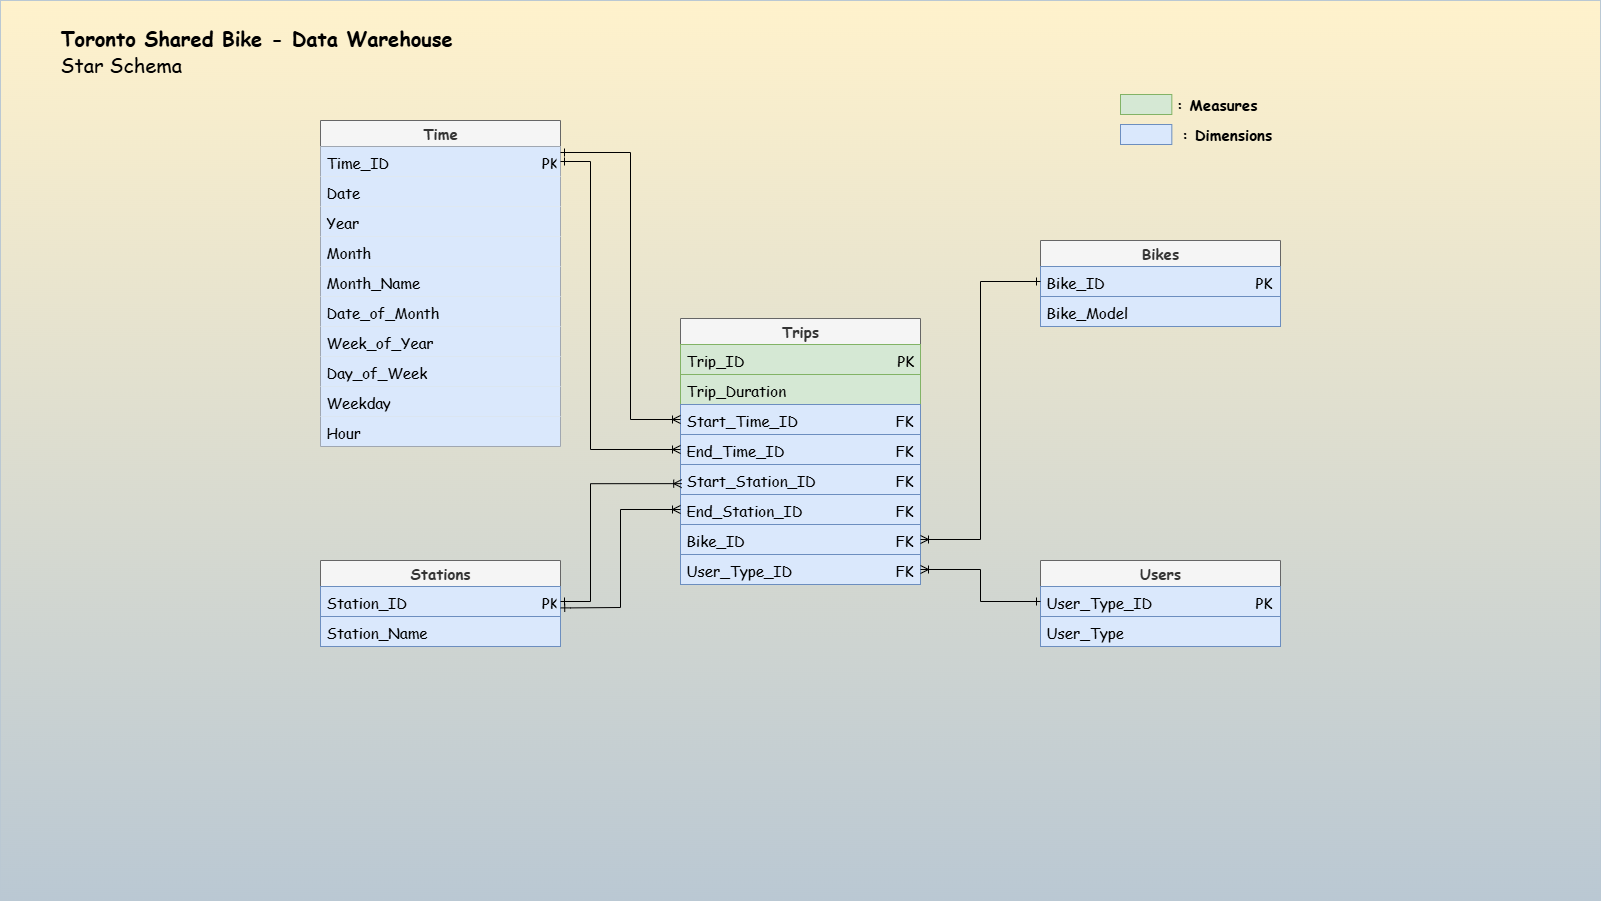 Toronto Shared Bike - Data Warehouse
Star Schema
: Measures
: Dimensions
Time
Time_ID PK
Date
Year
Month
Month_Name
Date_of_Month
Week_of_Year
Day_of_Week
Weekday
Hour
Bikes
Bike_ID PK
Bike_Model
Trips
Trip_ID PK
Trip_Duration
Start_Time_ID FK
End_Time_ID FK
Start_Station_ID FK
End_Station_ID FK
Bike_ID FK
User_Type_ID FK
Stations
Station_ID PK
Station_Name
Users
User_Type_ID PK
User_Type